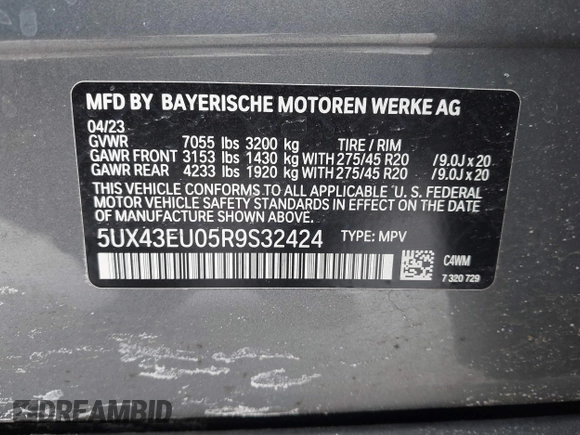 MFD BY BAYERISCHE MOTOREN WERKE AG
04/23
GVWR 7055 lbs 3200 kg TIRE / RIM
GAWR FRONT 3153 lbs 1430 kg WITH 275/45 R20 /9.0J x 20
GAWR REAR 4233 lbs 1920 kg WITH 275/45 R20 /9.0J x 20
THIS VEHICLE CONFORMS TO ALL APPLICABLE U. S. FEDERAL
MOTOR VEHICLE SAFETY STANDARDS IN EFFECT ON THE DATE
OF MANUFACTURE SHOWN ABOVE.
5UX43EU05R9S32424 TYPE: MPV
C4WM
7 320 729
DREAMBID